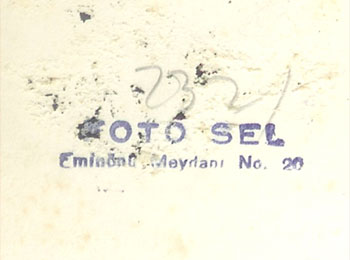 2321
FOTO SEL
Eminönü Meydanı No. 20